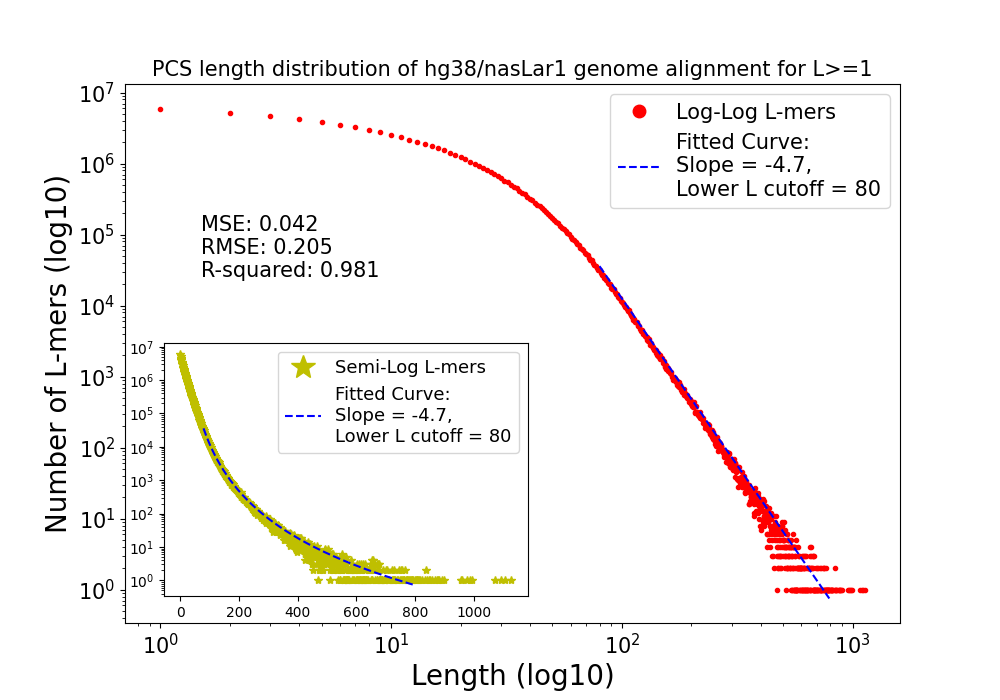 PCS length distribution of hg38/nasLar1 genome alignment for L>=1
Number of L-mers (log10)
10^7
10^6
10^5
10^4
10^3
10^2
10^1
10^0
Log-Log L-mers
Fitted Curve:
Slope = -4.7,
Lower L cutoff = 80
MSE: 0.042
RMSE: 0.205
R-squared: 0.981
10^7
10^6
10^5
10^4
10^3
10^2
10^1
10^0
Semi-Log L-mers
Fitted Curve:
Slope = -4.7,
Lower L cutoff = 80
0 200 400 600 800 1000
10^0 10^1 10^2 10^3
Length (log10)